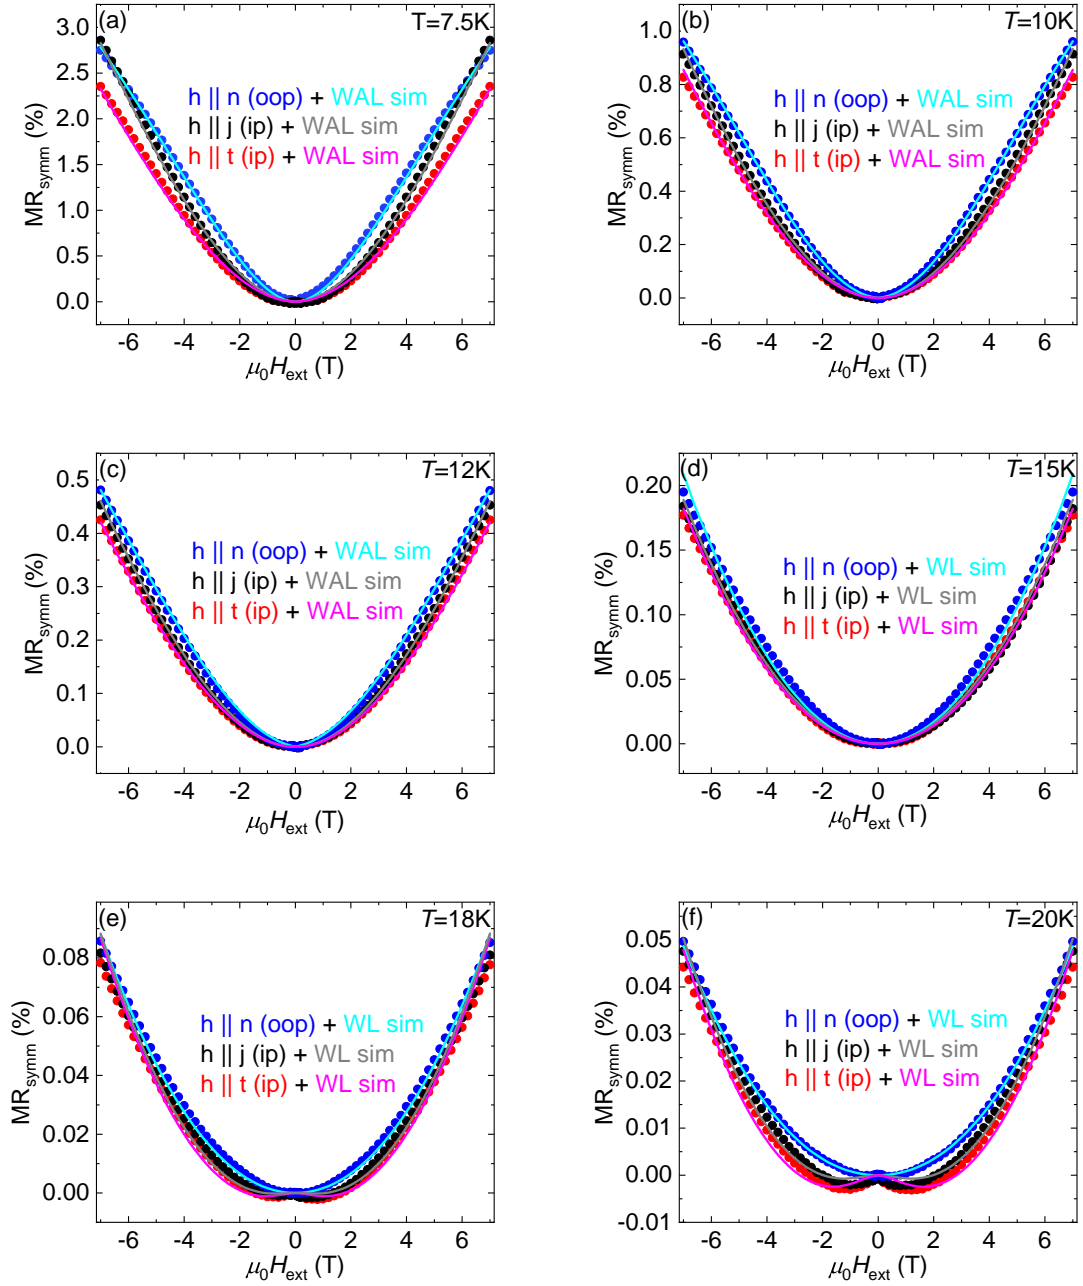 (a) T=7.5K
3.0
2.5
2.0
1.5
1.0
0.5
0.0
MRsymm (%)
h || n (oop) + WAL sim
h || j (ip) + WAL sim
h || t (ip) + WAL sim
-6 -4 -2 0 2 4 6
μ0Hext (T)
(b) T=10K
1.0
0.8
0.6
0.4
0.2
0.0
MRsymm (%)
h || n (oop) + WAL sim
h || j (ip) + WAL sim
h || t (ip) + WAL sim
-6 -4 -2 0 2 4 6
μ0Hext (T)
(c) T=12K
0.5
0.4
0.3
0.2
0.1
0.0
MRsymm (%)
h || n (oop) + WAL sim
h || j (ip) + WAL sim
h || t (ip) + WAL sim
-6 -4 -2 0 2 4 6
μ0Hext (T)
(d) T=15K
0.20
0.15
0.10
0.05
0.00
MRsymm (%)
h || n (oop) + WL sim
h || j (ip) + WL sim
h || t (ip) + WL sim
-6 -4 -2 0 2 4 6
μ0Hext (T)
(e) T=18K
0.08
0.06
0.04
0.02
0.00
MRsymm (%)
h || n (oop) + WL sim
h || j (ip) + WL sim
h || t (ip) + WL sim
-6 -4 -2 0 2 4 6
μ0Hext (T)
(f) T=20K
0.05
0.04
0.03
0.02
0.01
0.00
-0.01
MRsymm (%)
h || n (oop) + WL sim
h || j (ip) + WL sim
h || t (ip) + WL sim
-6 -4 -2 0 2 4 6
μ0Hext (T)